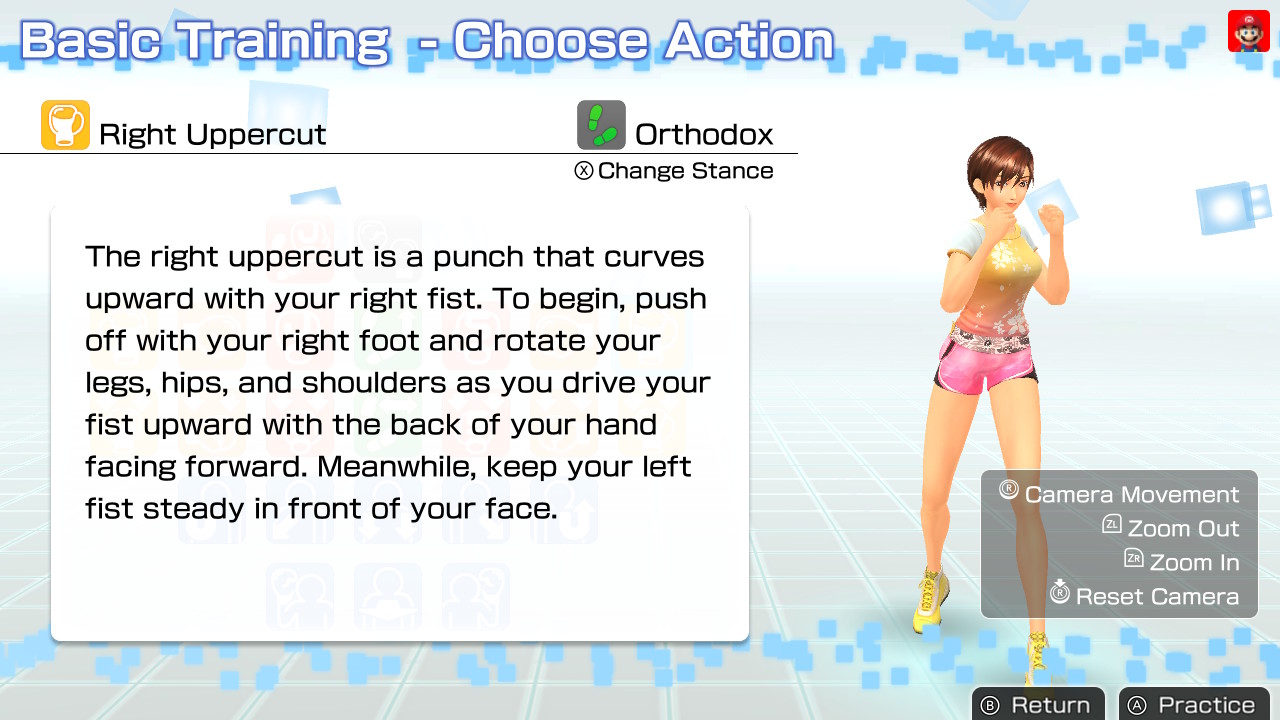 Basic Training - Choose Action
Right Uppercut
Orthodox
X Change Stance
The right uppercut is a punch that curves
upward with your right fist. To begin, push
off with your right foot and rotate your
legs, hips, and shoulders as you drive your
fist upward with the back of your hand
facing forward. Meanwhile, keep your left
fist steady in front of your face.
R Camera Movement
ZL Zoom Out
ZR Zoom In
R Reset Camera
B Return
A Practice